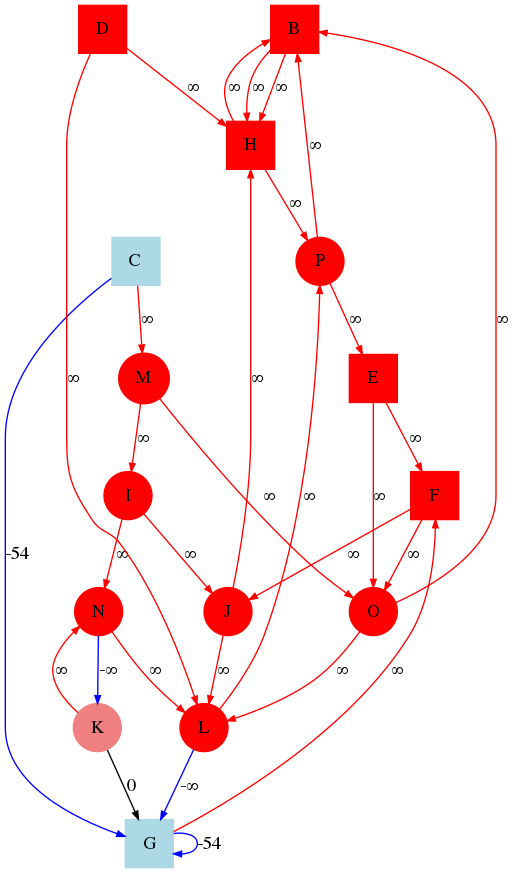 D B
∞ ∞ ∞ ∞
H
∞ ∞
C P
∞ ∞ ∞
∞ M ∞ E
∞ ∞
I ∞ ∞ ∞ F
-54 ∞ ∞ ∞ ∞
N J O
∞ -∞ ∞ ∞ ∞ ∞
K L
0 -∞
G -54